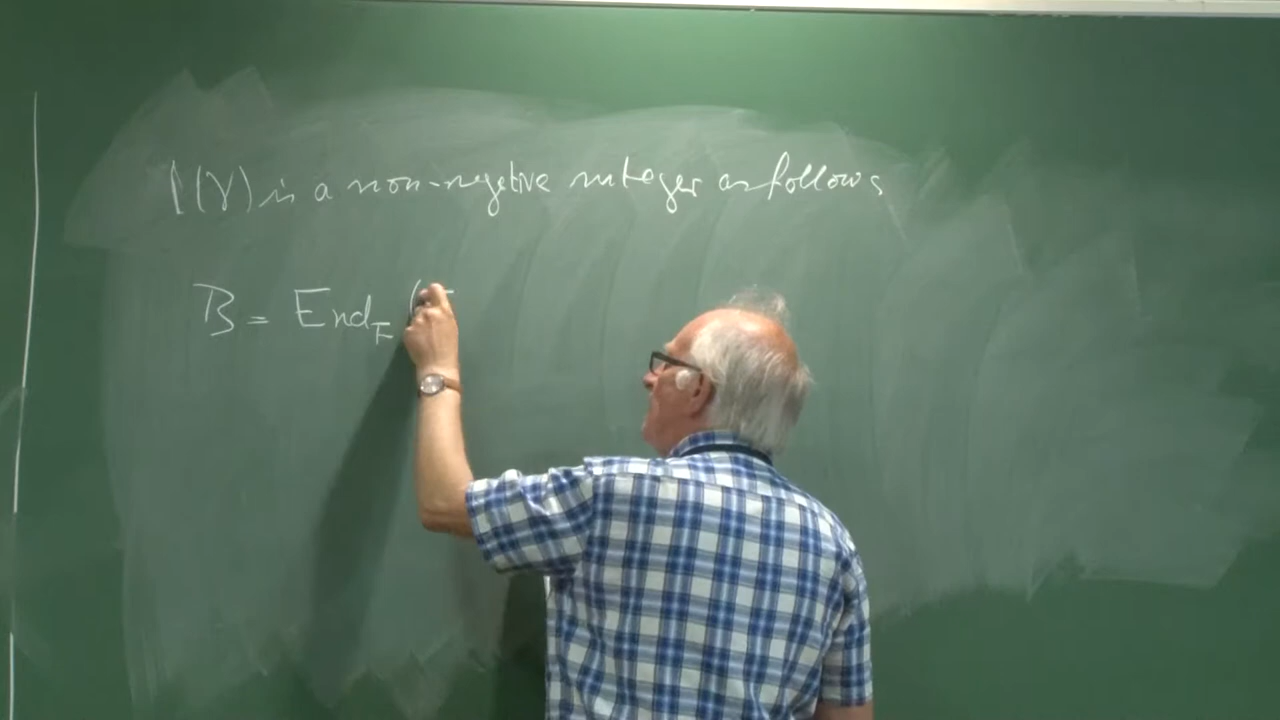 (γ) is a non-negative integer as follows
B = End_F (